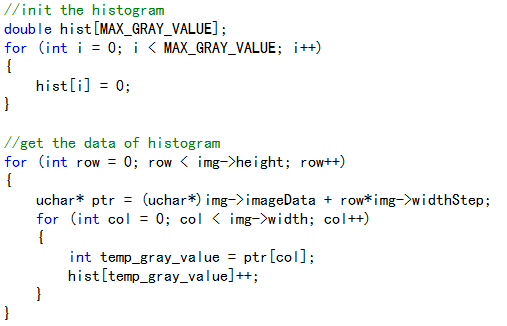 //init the histogram
double hist[MAX_GRAY_VALUE];
for (int i = 0; i < MAX_GRAY_VALUE; i++)
{
    hist[i] = 0;
}

//get the data of histogram
for (int row = 0; row < img->height; row++)
{
    uchar* ptr = (uchar*)img->imageData + row*img->widthStep;
    for (int col = 0; col < img->width; col++)
    {
        int temp_gray_value = ptr[col];
        hist[temp_gray_value]++;
    }
}